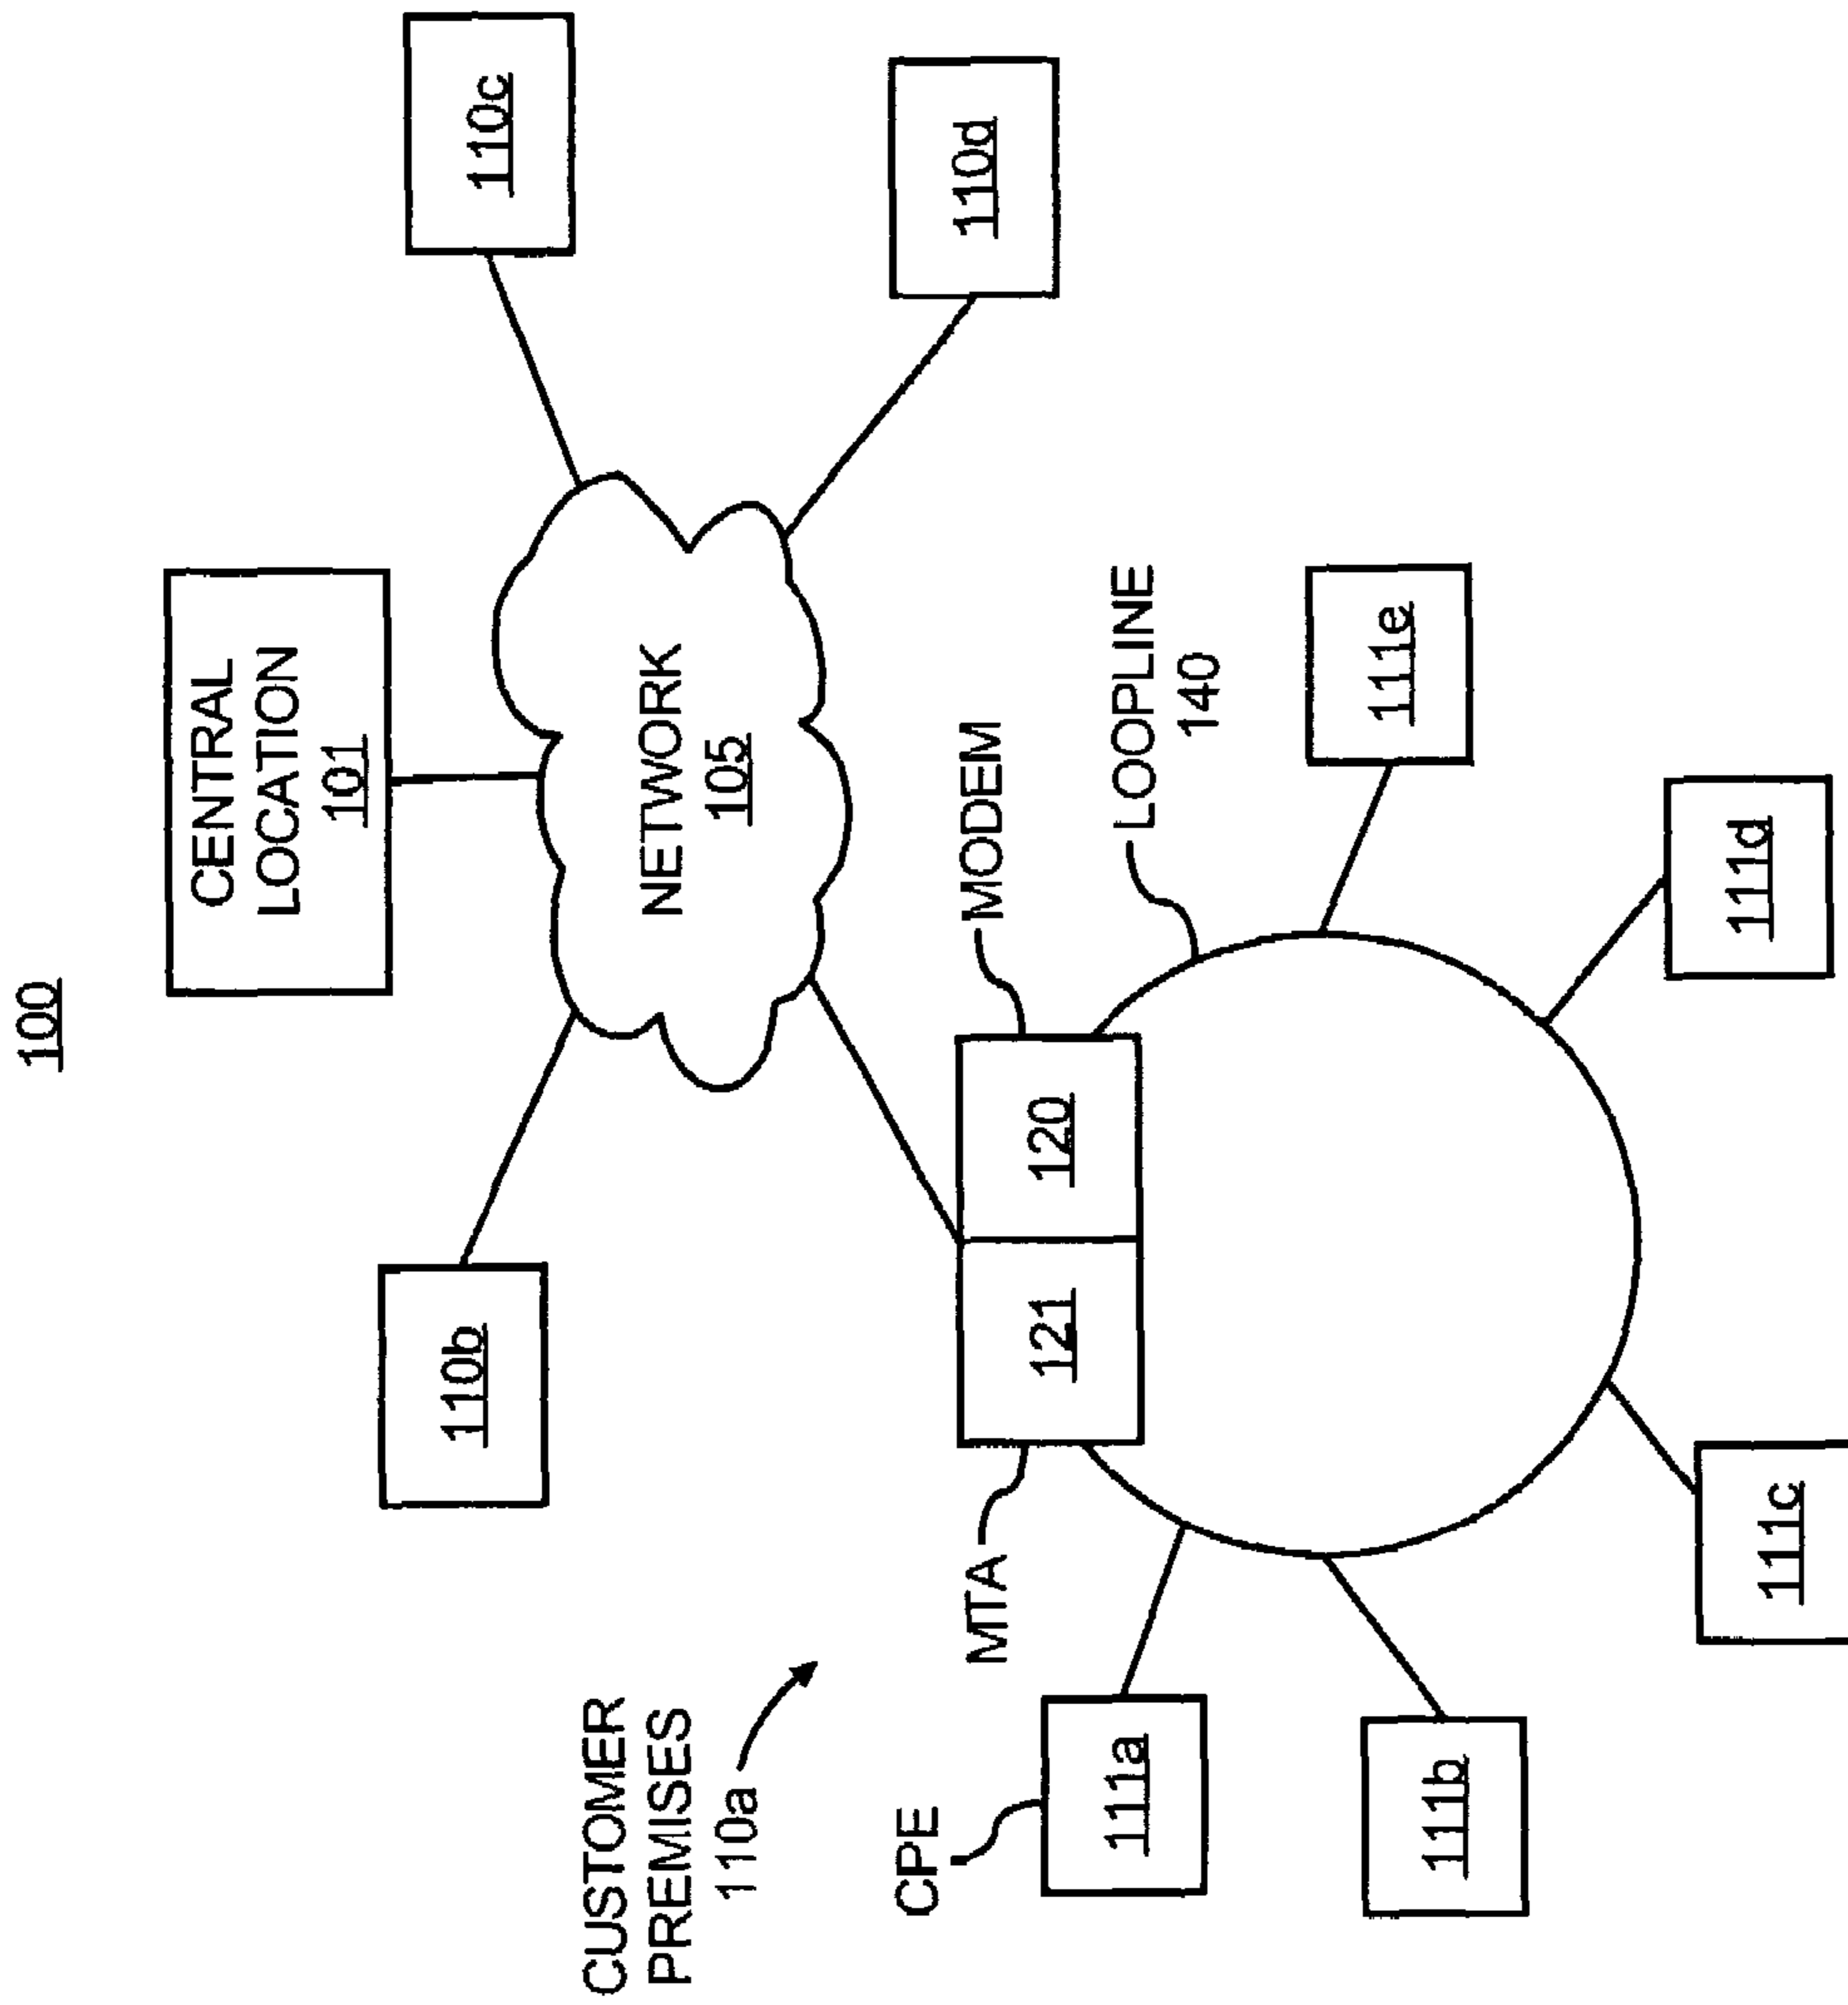 100
CENTRAL
LOCATION
101
110b
110c
NETWORK
105
110d
CUSTOMER
PREMISES
110a
MTA
MODEM
121
120
LOOPLINE
140
CPE
111a
111e
111b
111d
111c